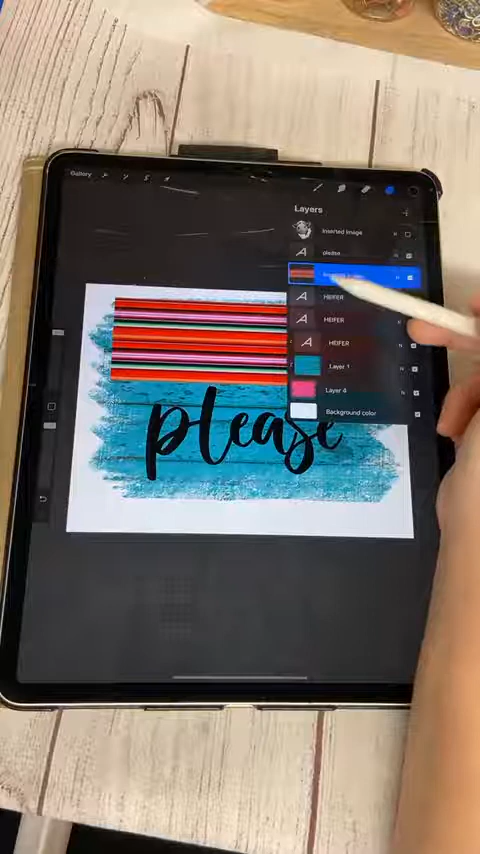 Gallery
Layers
Inserted Image
please
HEIFER
HEIFER
HEIFER
Layer 1
Layer 4
Background color
please